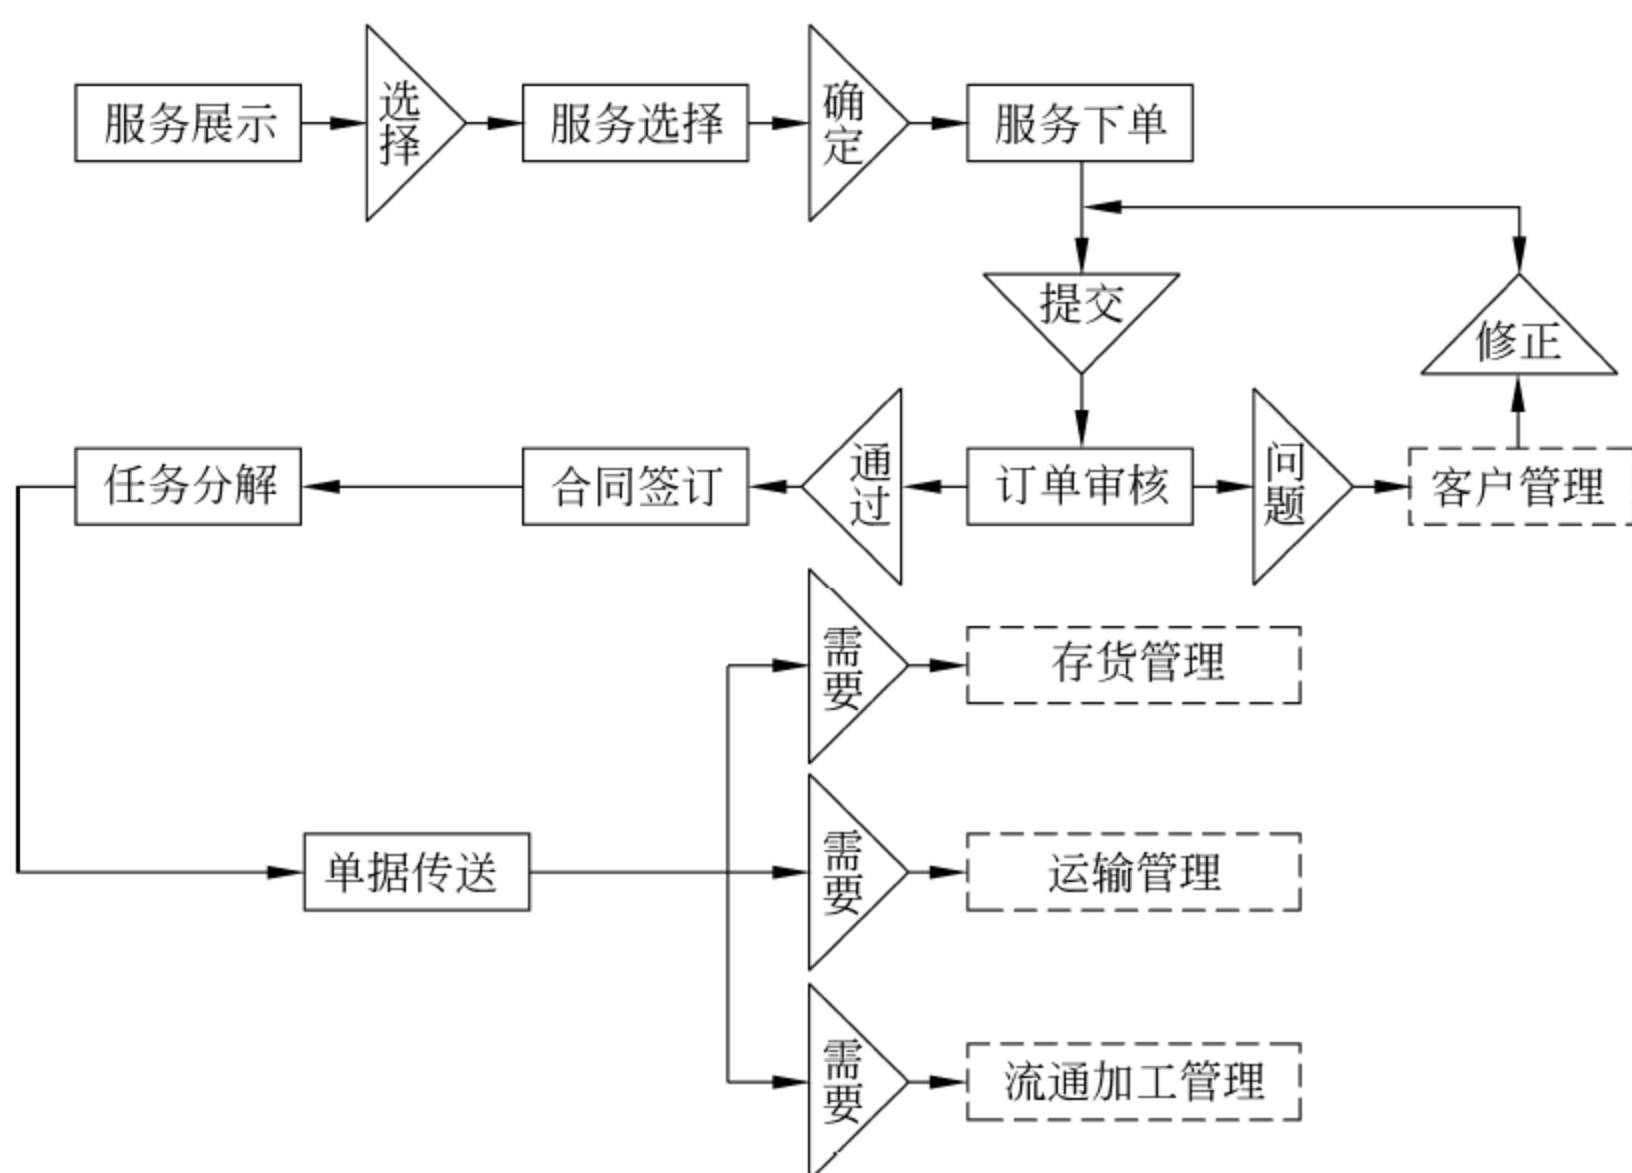 服务展示
选择
服务选择
确定
服务下单
提交
修正
任务分解
合同签订
通过
订单审核
问题
客户管理
需要
存货管理
单据传送
需要
运输管理
需要
流通加工管理